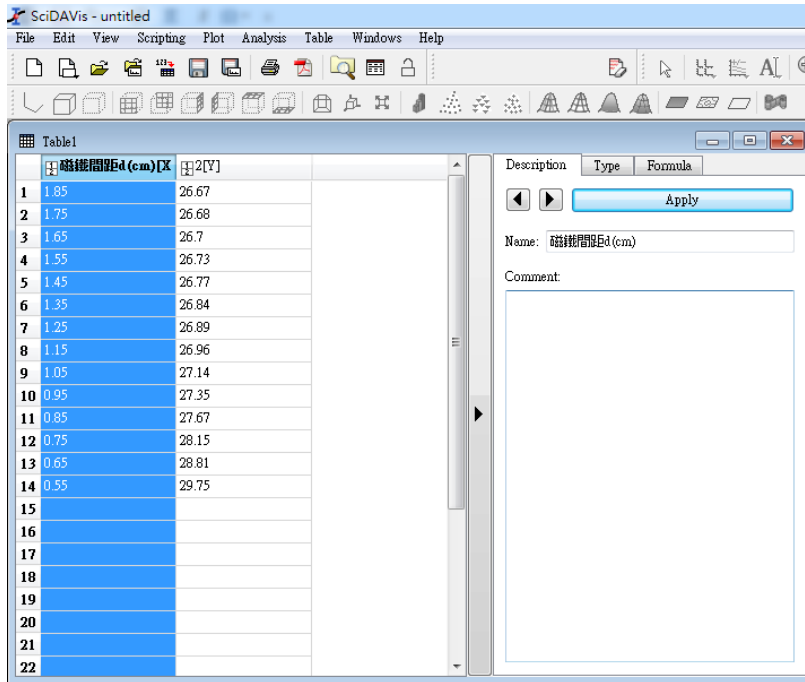 SciDAVis - untitled
File Edit View Scripting Plot Analysis Table Windows Help
Table1
磁鐵間距d(cm)[X 2[Y]
1 1.85 26.67
2 1.75 26.68
3 1.65 26.7
4 1.55 26.73
5 1.45 26.77
6 1.35 26.84
7 1.25 26.89
8 1.15 26.96
9 1.05 27.14
10 0.95 27.35
11 0.85 27.67
12 0.75 28.15
13 0.65 28.81
14 0.55 29.75
15
16
17
18
19
20
21
22
Description Type Formula
Apply
Name: 磁鐵間距d(cm)
Comment: